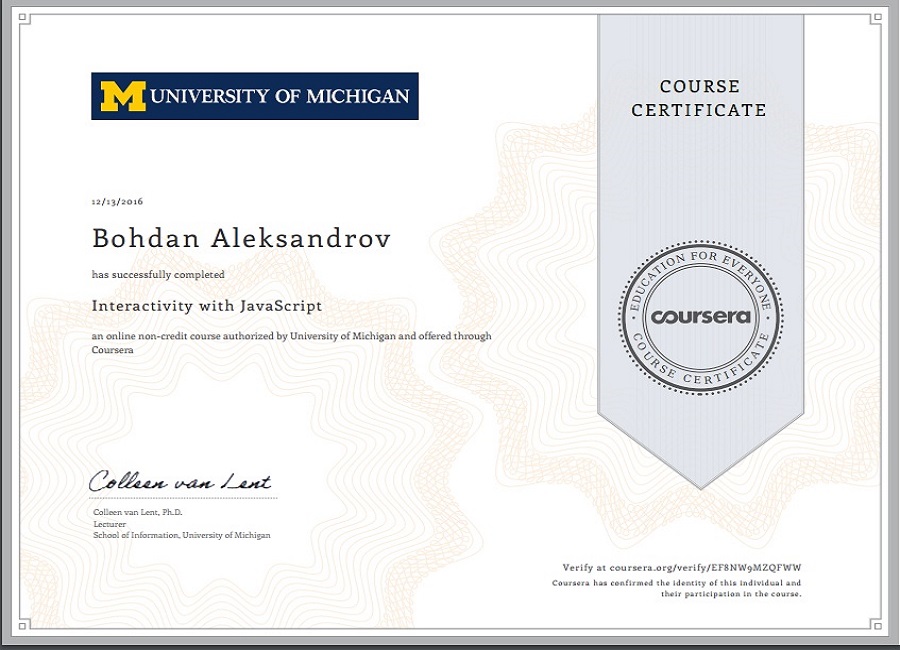 UNIVERSITY OF MICHIGAN
COURSE
CERTIFICATE
12/13/2016
Bohdan Aleksandrov
has successfully completed
Interactivity with JavaScript
an online non-credit course authorized by University of Michigan and offered through
Coursera
EDUCATION FOR EVERYONE
coursera
COURSE CERTIFICATE
Colleen van Lent
Colleen van Lent, Ph.D.
Lecturer
School of Information, University of Michigan
Verify at coursera.org/verify/EF8NW9MZQFWW
Coursera has confirmed the identity of this individual and
their participation in the course.